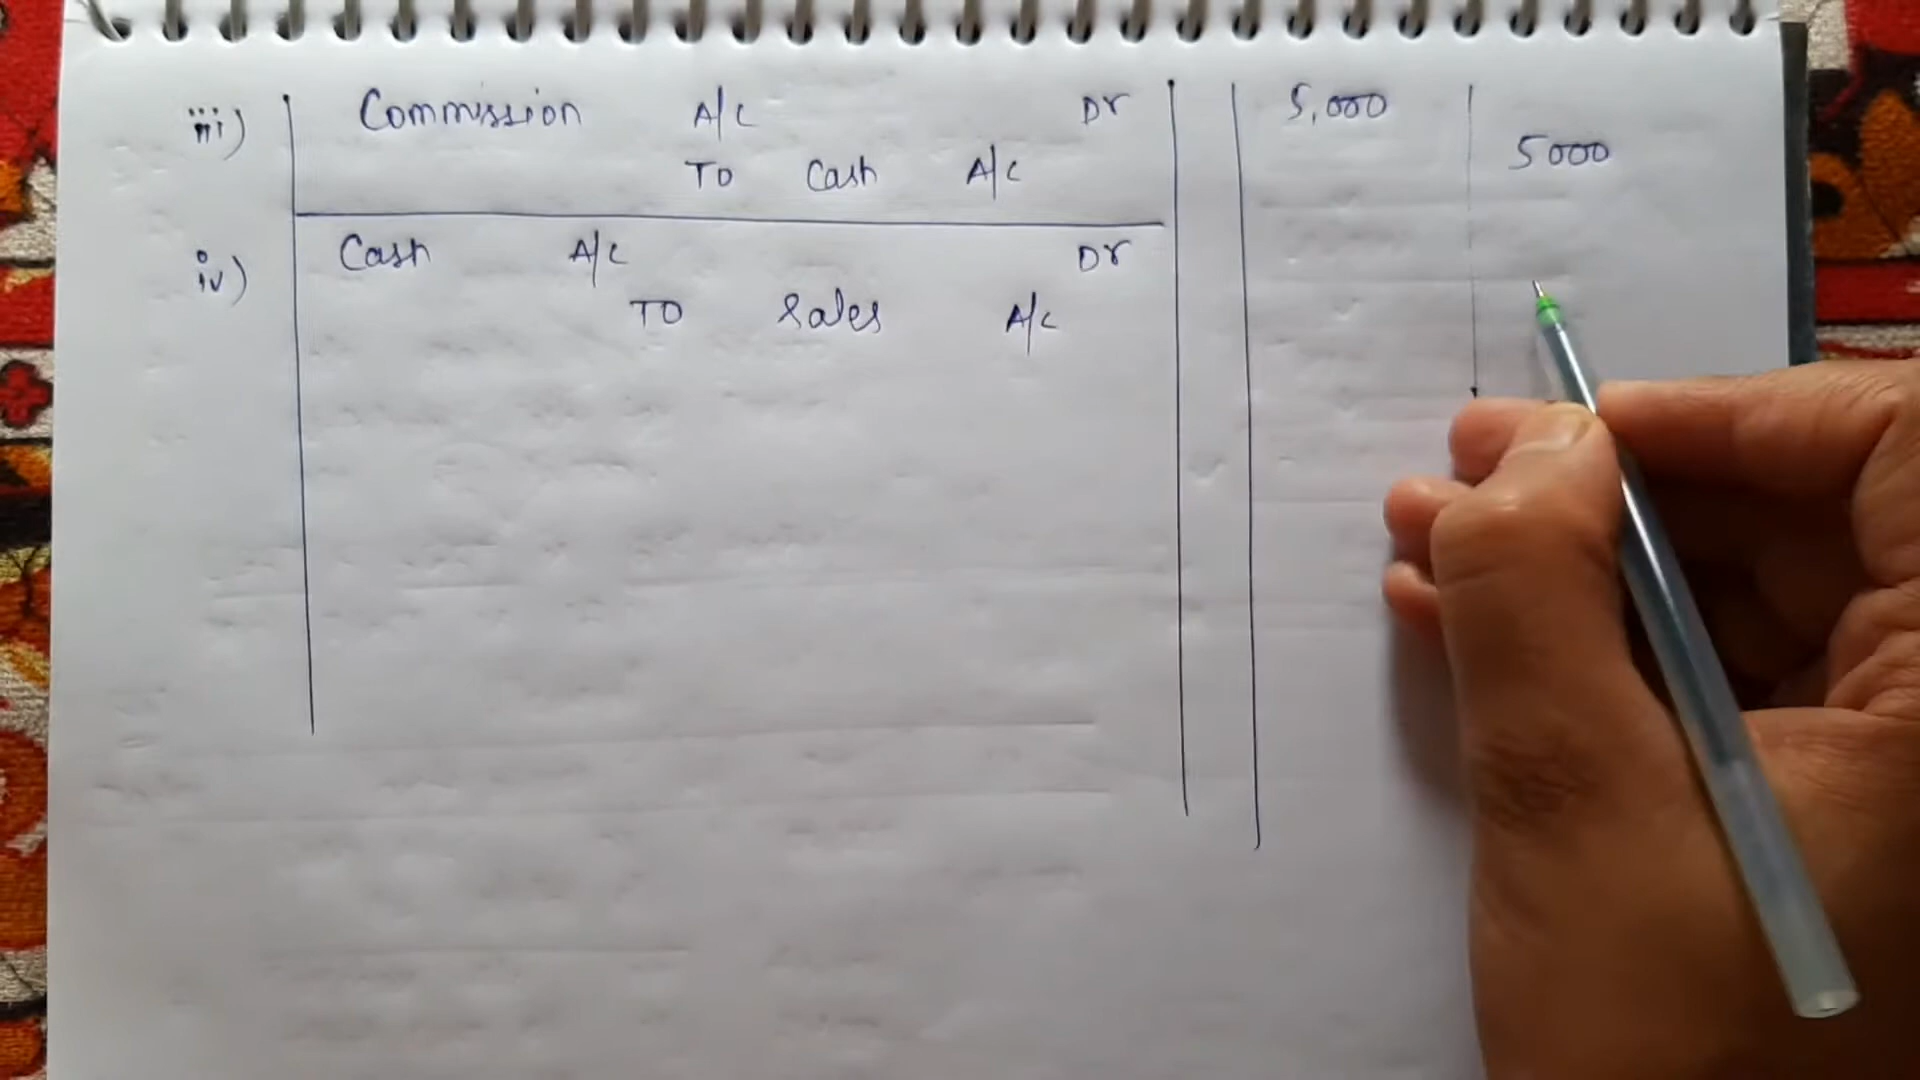 iii) Commission A/C Dr 5,000
To Cash A/C 5000
iv) Cash A/C Dr
To Sales A/C